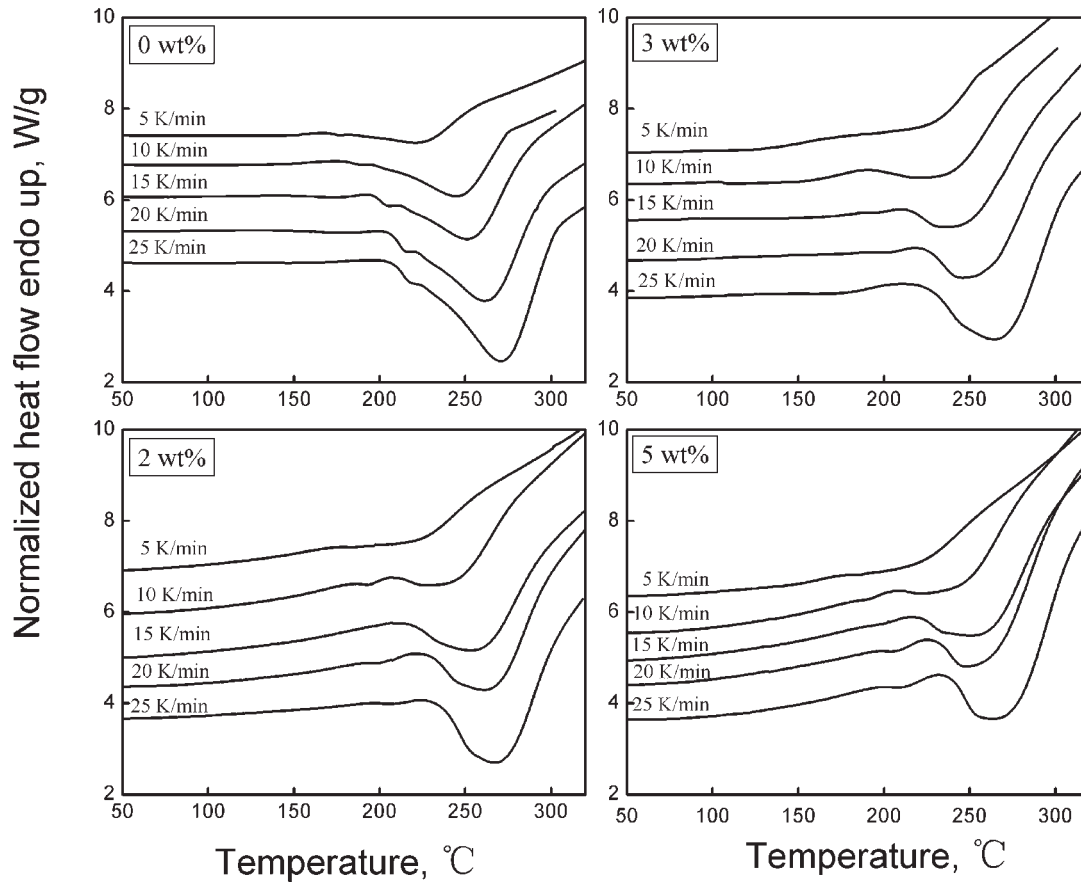 Normalized heat flow endo up, W/g
10
8
6
4
2
0 wt%
5 K/min
10 K/min
15 K/min
20 K/min
25 K/min
50 100 150 200 250 300
10
8
6
4
2
3 wt%
5 K/min
10 K/min
15 K/min
20 K/min
25 K/min
50 100 150 200 250 300
10
8
6
4
2
2 wt%
5 K/min
10 K/min
15 K/min
20 K/min
25 K/min
50 100 150 200 250 300
Temperature, ℃
10
8
6
4
2
5 wt%
5 K/min
10 K/min
15 K/min
20 K/min
25 K/min
50 100 150 200 250 300
Temperature, ℃